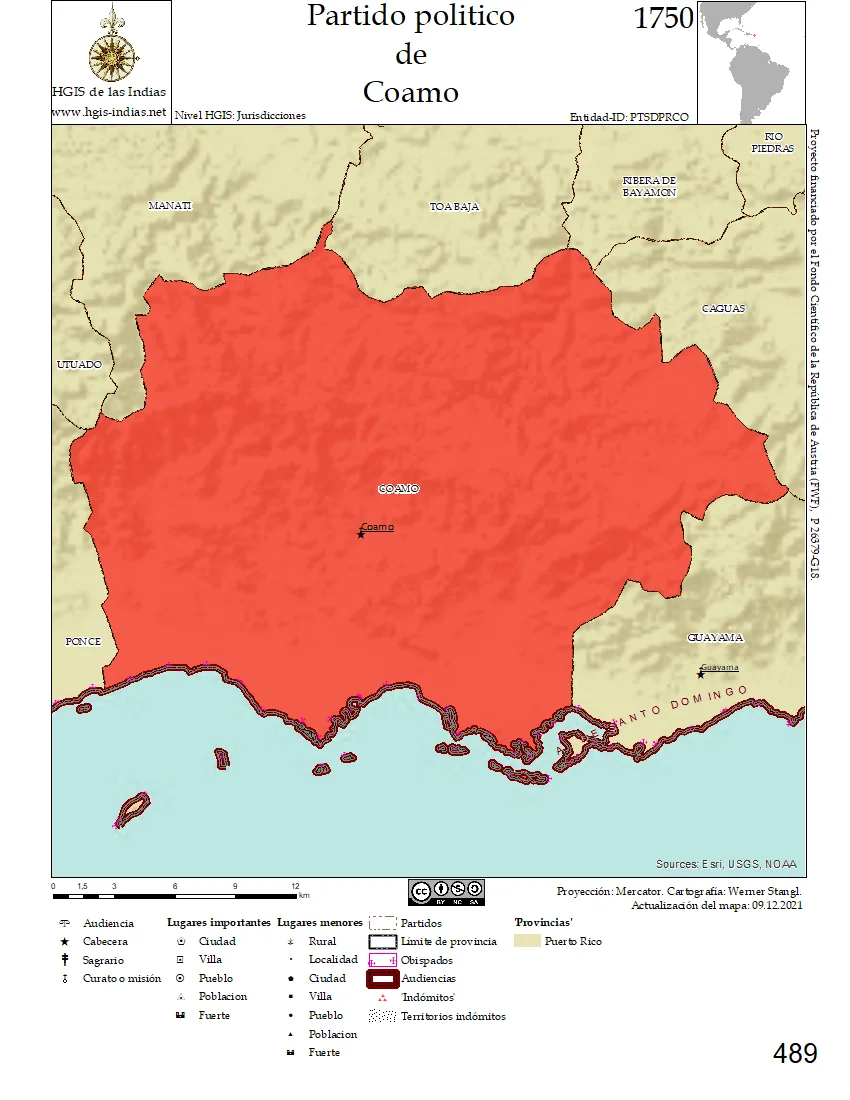 Partido politico
de
Coamo
1750
HGIS de las Indias
www.hgis-indias.net
Nivel HGIS: Jurisdicciones
Entidad-ID: PTSDPRCO
RIO
PIEDRAS
RIBERA DE
BAYAMON
MANATI
TOA BAJA
CAGUAS
UTUADO
COAMO
Coamo
PONCE
GUAYAMA
Guayama
SANTO DOMINGO
Sources: Esri, USGS, NOAA
Proyecto financiado por el Fondo Científico de la República de Austria (FWF), P 26379-G18.
0 1,5 3 6 9 12
km
CC BY NC SA
Proyección: Mercator. Cartografía: Werner Stangl.
Actualización del mapa: 09.12.2021
Audiencia
Cabecera
Sagrario
Curato o misión
Lugares importantes
Ciudad
Villa
Pueblo
Poblacion
Fuerte
Lugares menores
Rural
Localidad
Ciudad
Villa
Pueblo
Poblacion
Fuerte
Partidos
Límite de provincia
Obispados
Audiencias
'Indómitos'
Territorios indómitos
'Provincias'
Puerto Rico
489